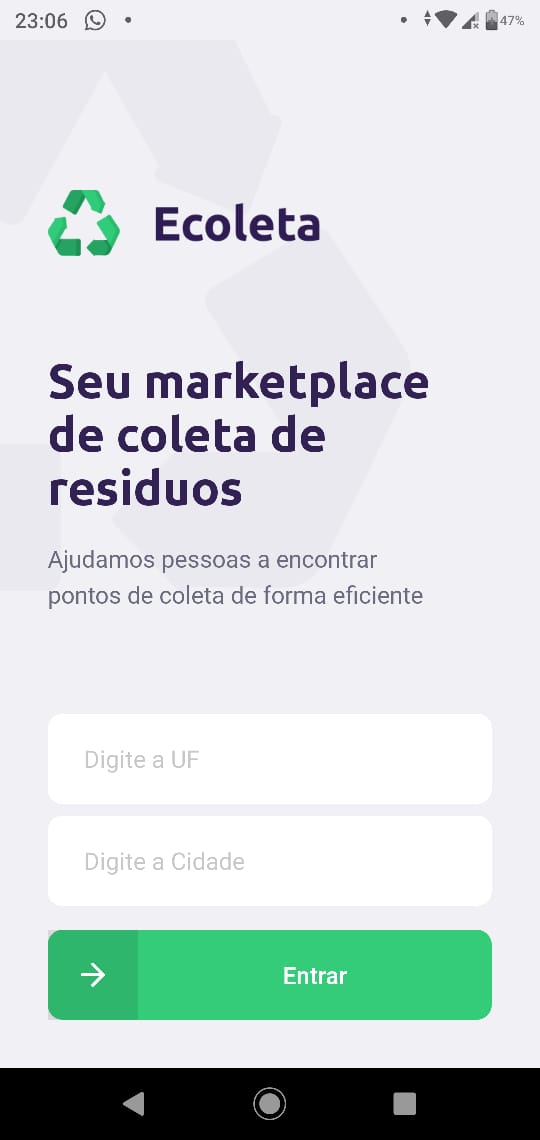 23:06
47%
Ecoleta
Seu marketplace
de coleta de
residuos
Ajudamos pessoas a encontrar
pontos de coleta de forma eficiente
Digite a UF
Digite a Cidade
Entrar